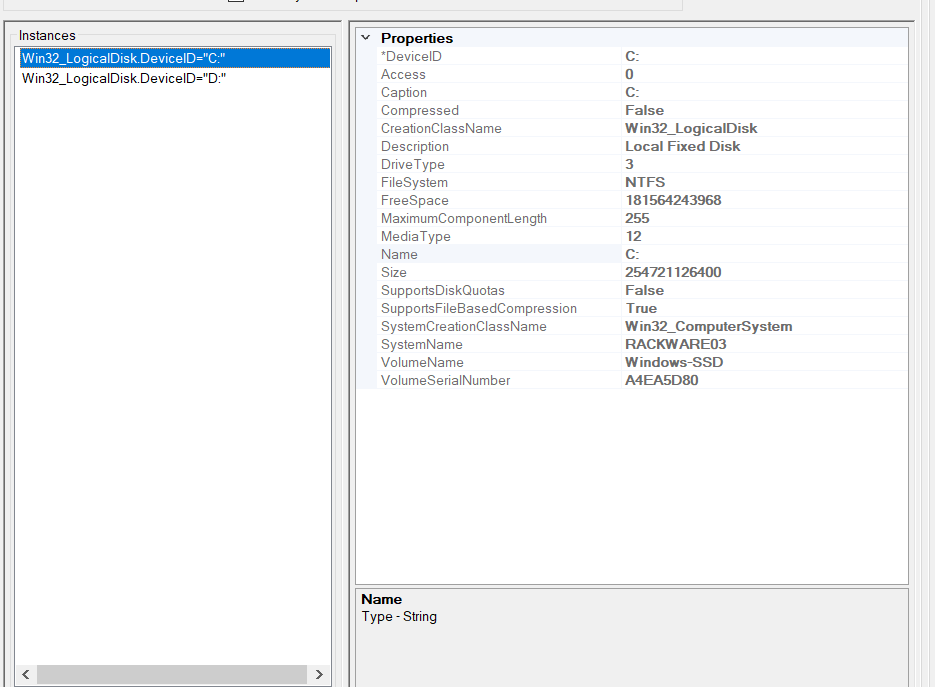 Instances
Win32_LogicalDisk.DeviceID="C:"
Win32_LogicalDisk.DeviceID="D:"
Properties
*DeviceID C:
Access 0
Caption C:
Compressed False
CreationClassName Win32_LogicalDisk
Description Local Fixed Disk
DriveType 3
FileSystem NTFS
FreeSpace 181564243968
MaximumComponentLength 255
MediaType 12
Name C:
Size 254721126400
SupportsDiskQuotas False
SupportsFileBasedCompression True
SystemCreationClassName Win32_ComputerSystem
SystemName RACKWARE03
VolumeName Windows-SSD
VolumeSerialNumber A4EA5D80
Name
Type - String